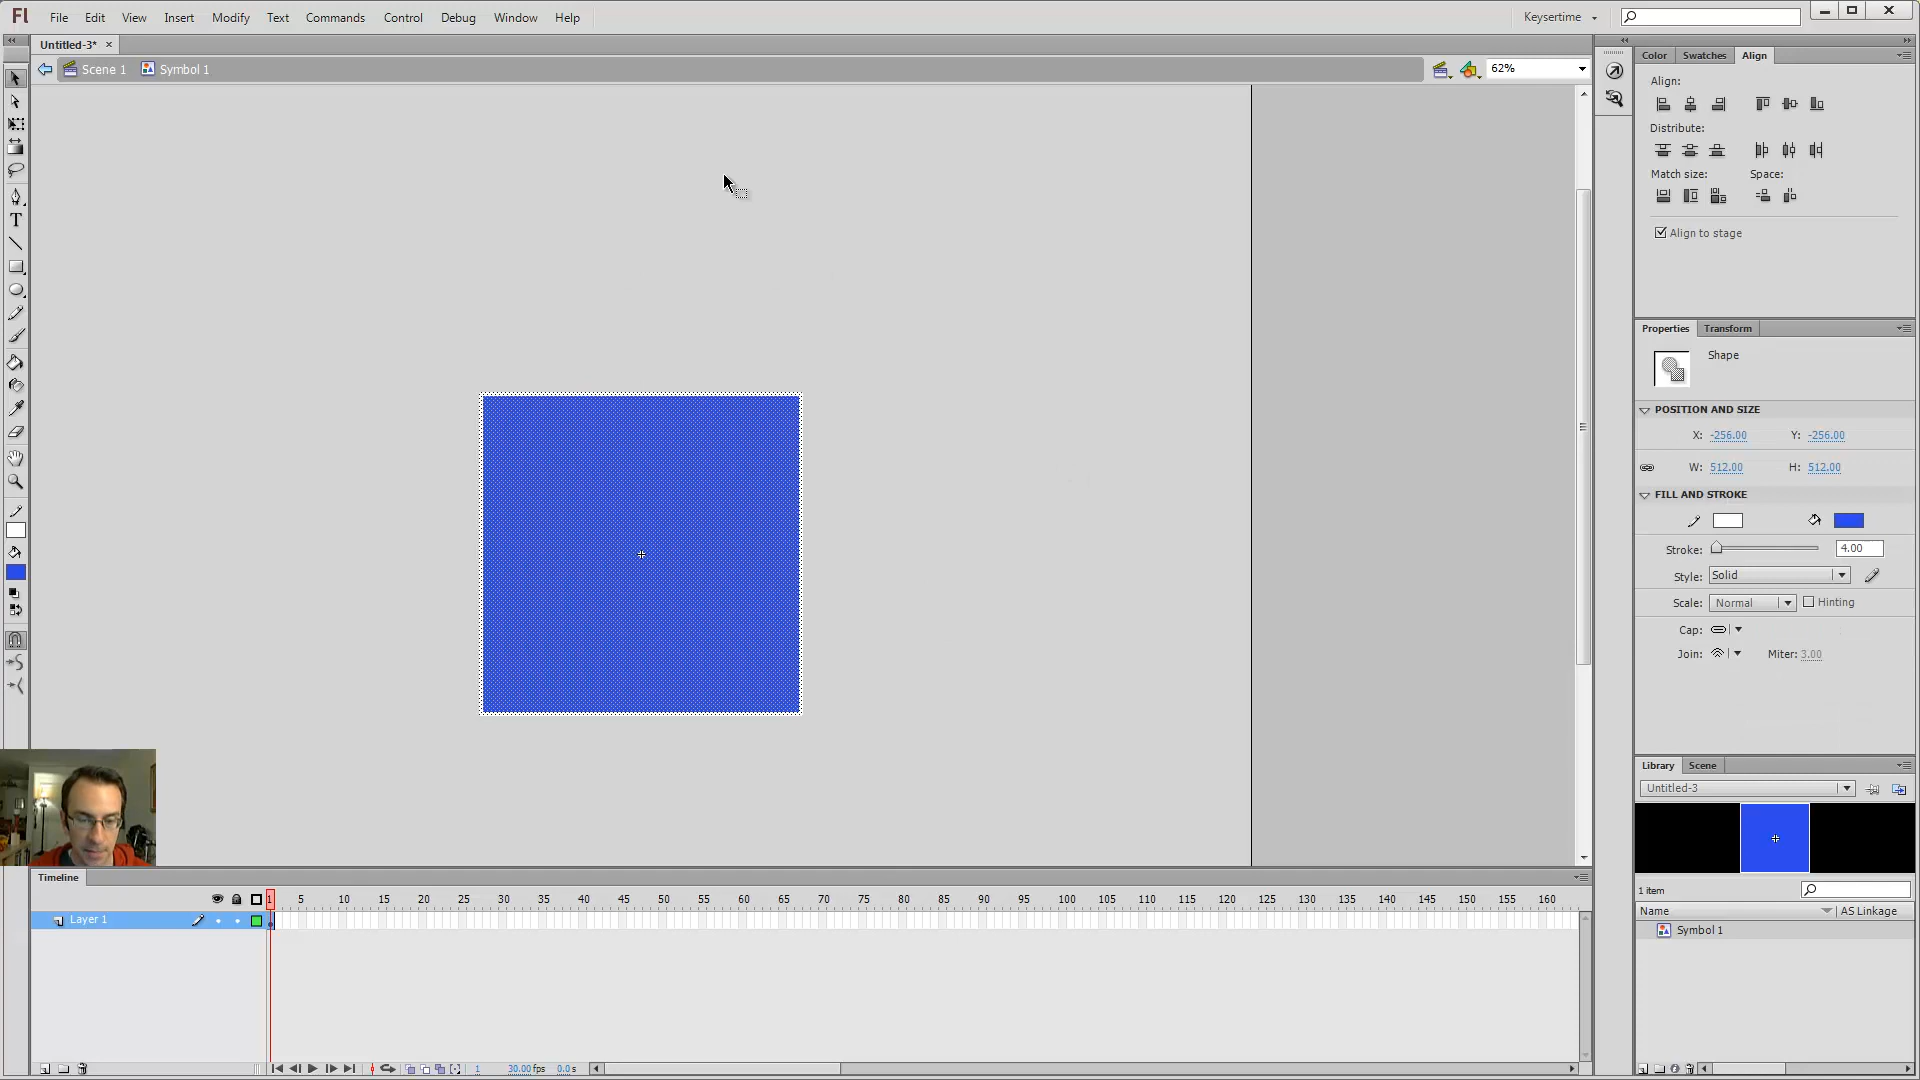 Fl File Edit View Insert Modify Text Commands Control Debug Window Help Keysertime
Untitled-3* ×
Scene 1 Symbol 1 62%
Color Swatches Align
Align:
Distribute:
Match size: Space:
Align to stage
Properties Transform
Shape
POSITION AND SIZE
X: -256.00 Y: -256.00
W: 512.00 H: 512.00
FILL AND STROKE
Stroke: 4.00
Style: Solid
Scale: Normal Hinting
Cap:
Join: Miter: 3.00
Library Scene
Untitled-3
1 item
Name AS Linkage
Symbol 1
T
Timeline
1 5 10 15 20 25 30 35 40 45 50 55 60 65 70 75 80 85 90 95 100 105 110 115 120 125 130 135 140 145 150 155 160
Layer 1
1 30.00 fps 0.0 s